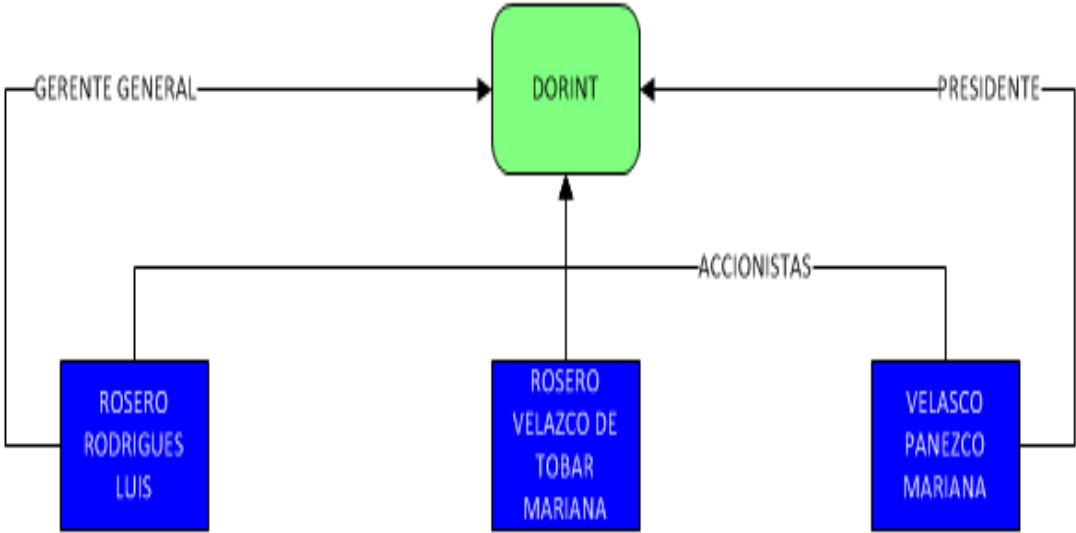 GERENTE GENERAL
DORINT
PRESIDENTE
ACCIONISTAS
ROSERO
RODRIGUES
LUIS
ROSERO
VELAZCO DE
TOBAR
MARIANA
VELASCO
PANEZCO
MARIANA